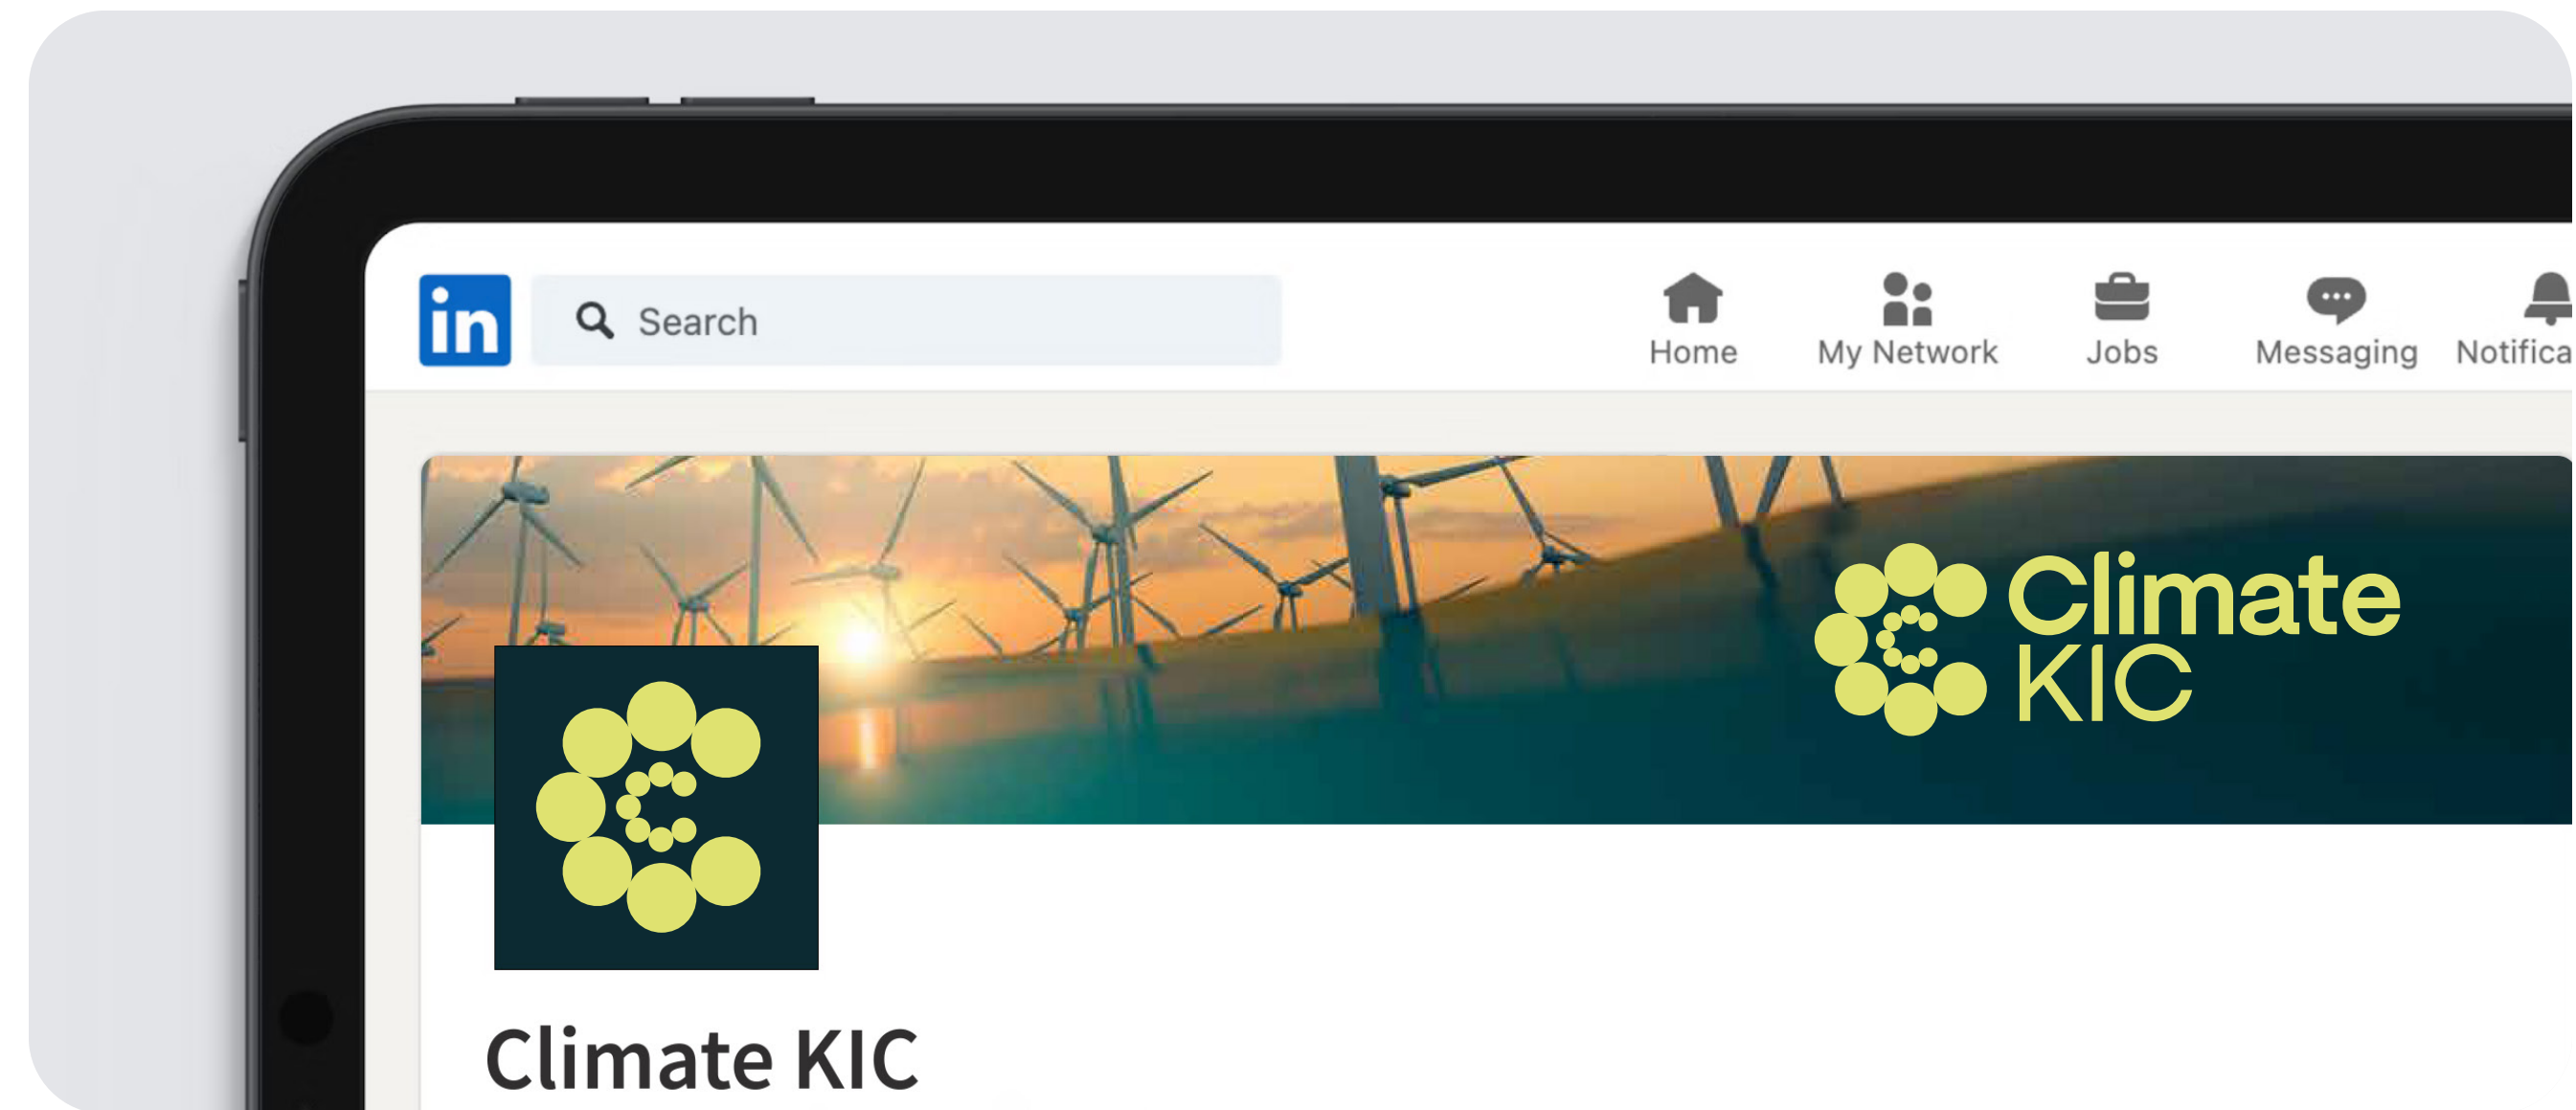 in
Search
Home
My Network
Jobs
Messaging
Notifica
Climate
KIC
Climate KIC